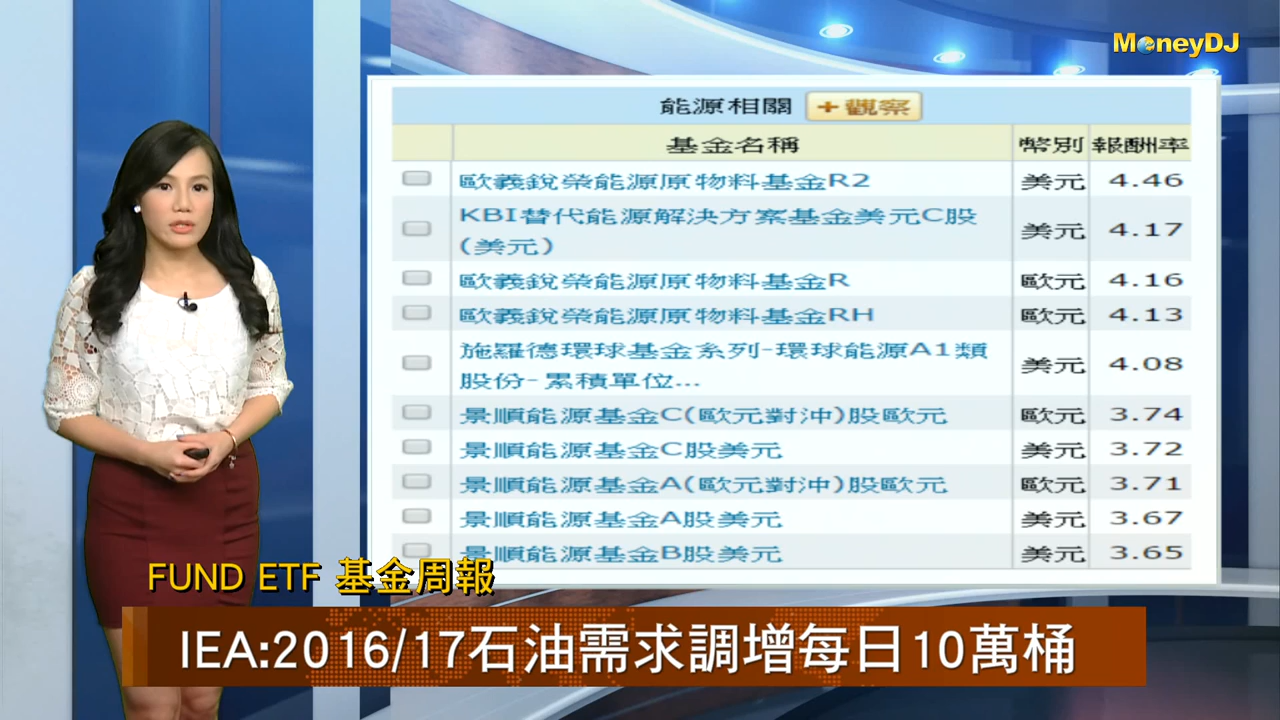 MoneyDJ
能源相關 +觀察
基金名稱 幣別 報酬率
歐義銳榮能源原物料基金R2 美元 4.46
KBI替代能源解決方案基金美元C股
(美元) 美元 4.17
歐義銳榮能源原物料基金R 歐元 4.16
歐義銳榮能源原物料基金RH 歐元 4.13
施羅德環球基金系列-環球能源A1類
股份-累積單位... 美元 4.08
景順能源基金C(歐元對沖)股歐元 歐元 3.74
景順能源基金C股美元 美元 3.72
景順能源基金A(歐元對沖)股歐元 歐元 3.71
景順能源基金A股美元 美元 3.67
景順能源基金B股美元 美元 3.65
FUND ETF 基金周報
IEA:2016/17石油需求調增每日10萬桶